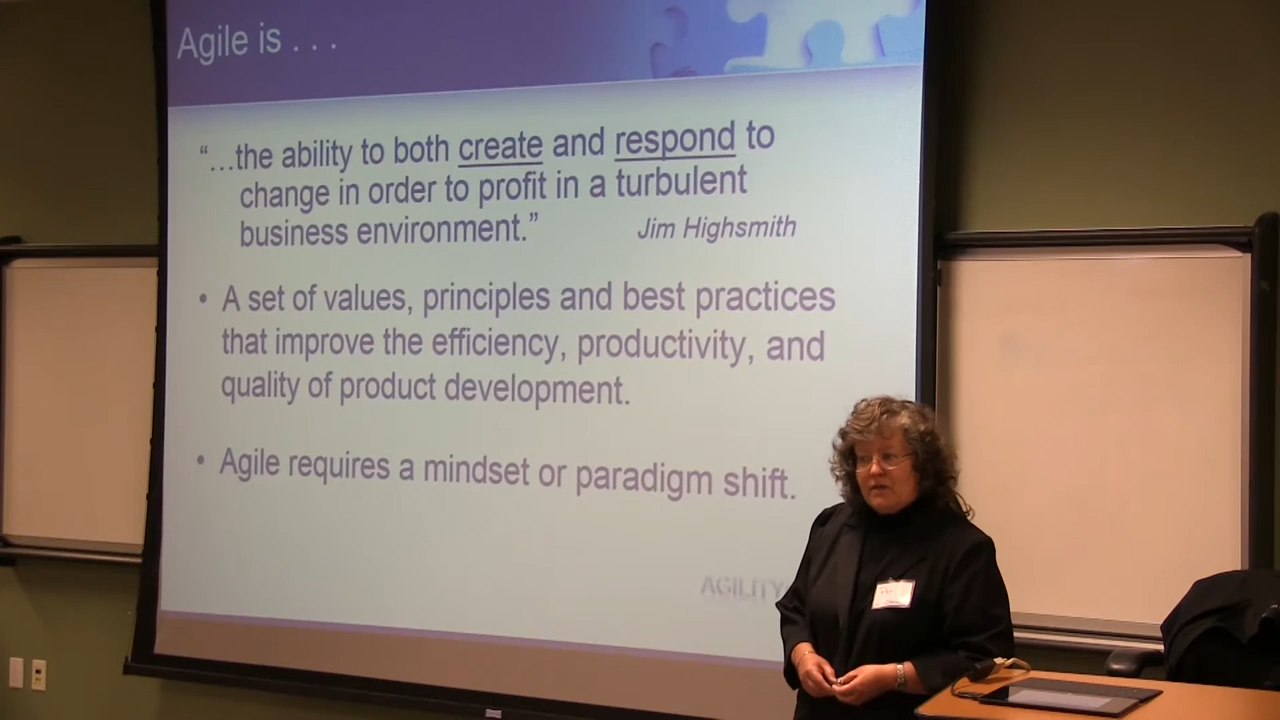 Agile is . . .
“…the ability to both create and respond to
change in order to profit in a turbulent
business environment.” Jim Highsmith
• A set of values, principles and best practices
that improve the efficiency, productivity, and
quality of product development.
• Agile requires a mindset or paradigm shift.
AGILITY